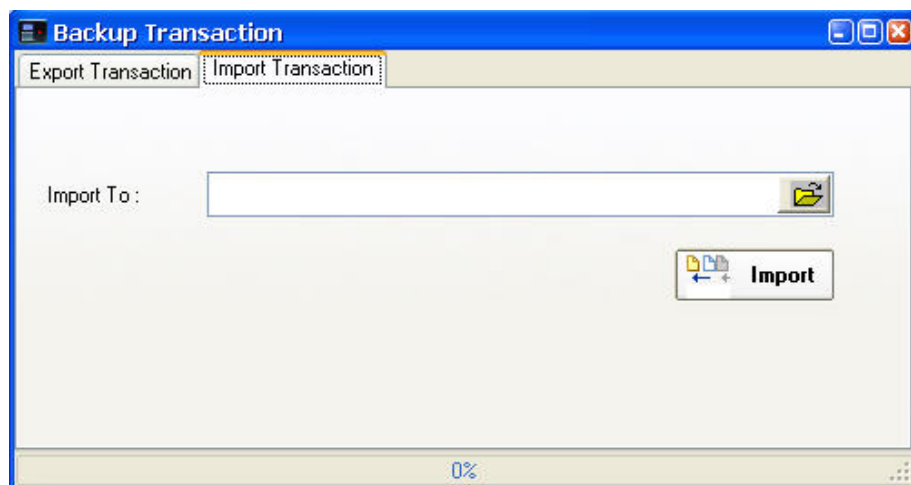 Backup Transaction
Export Transaction Import Transaction
Import To :
Import
0%